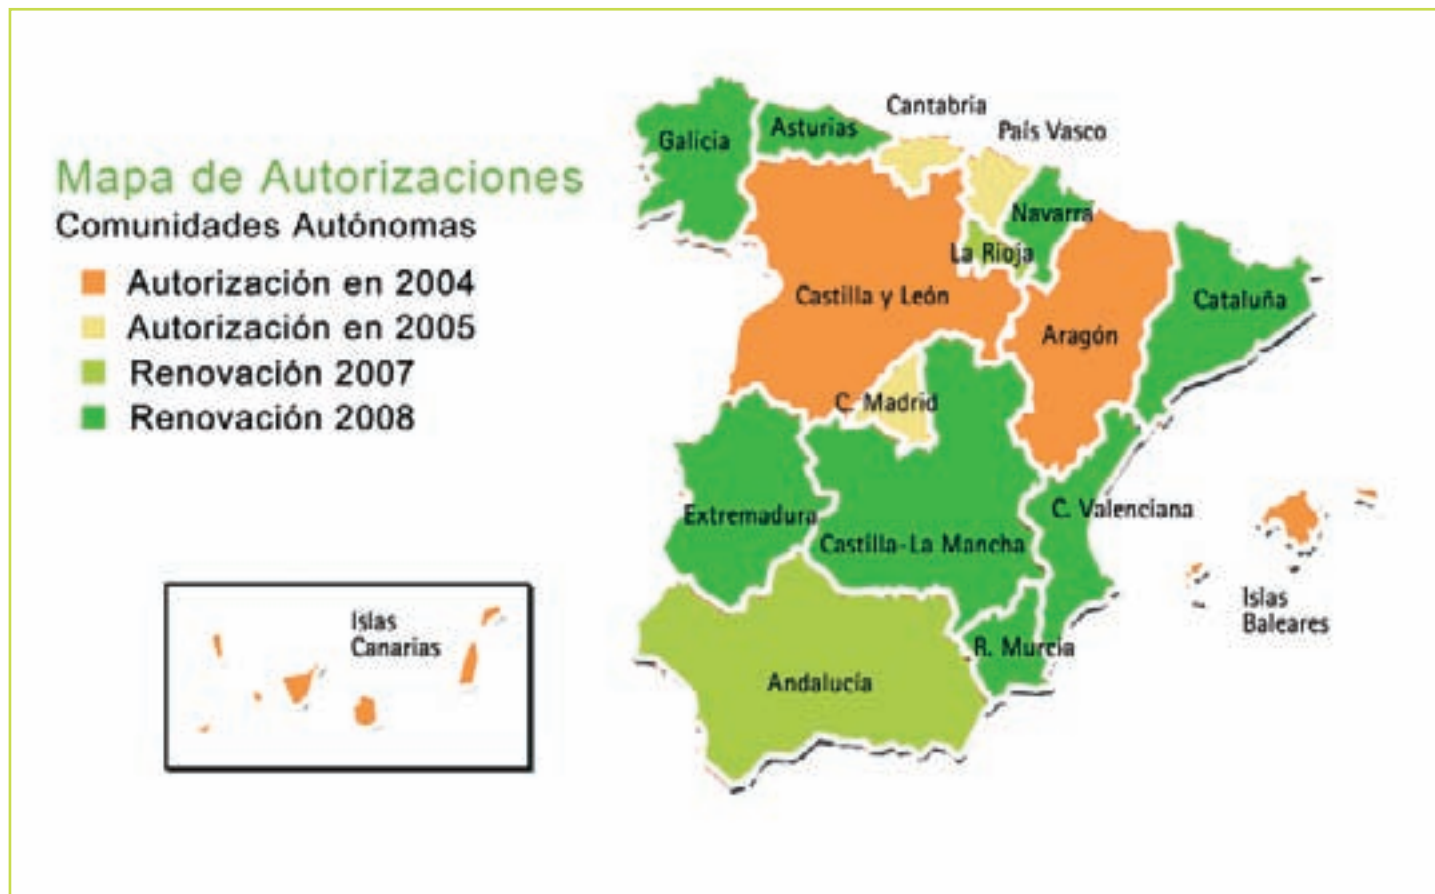 Mapa de Autorizaciones
Comunidades Autónomas
Autorización en 2004
Autorización en 2005
Renovación 2007
Renovación 2008
Cantabria
País Vasco
Asturias
Galicia
Navarra
La Rioja
Castilla y León
Cataluña
Aragón
C. Madrid
C. Valenciana
Extremadura
Castilla-La Mancha
Islas
Baleares
Islas
Canarias
R. Murcia
Andalucía